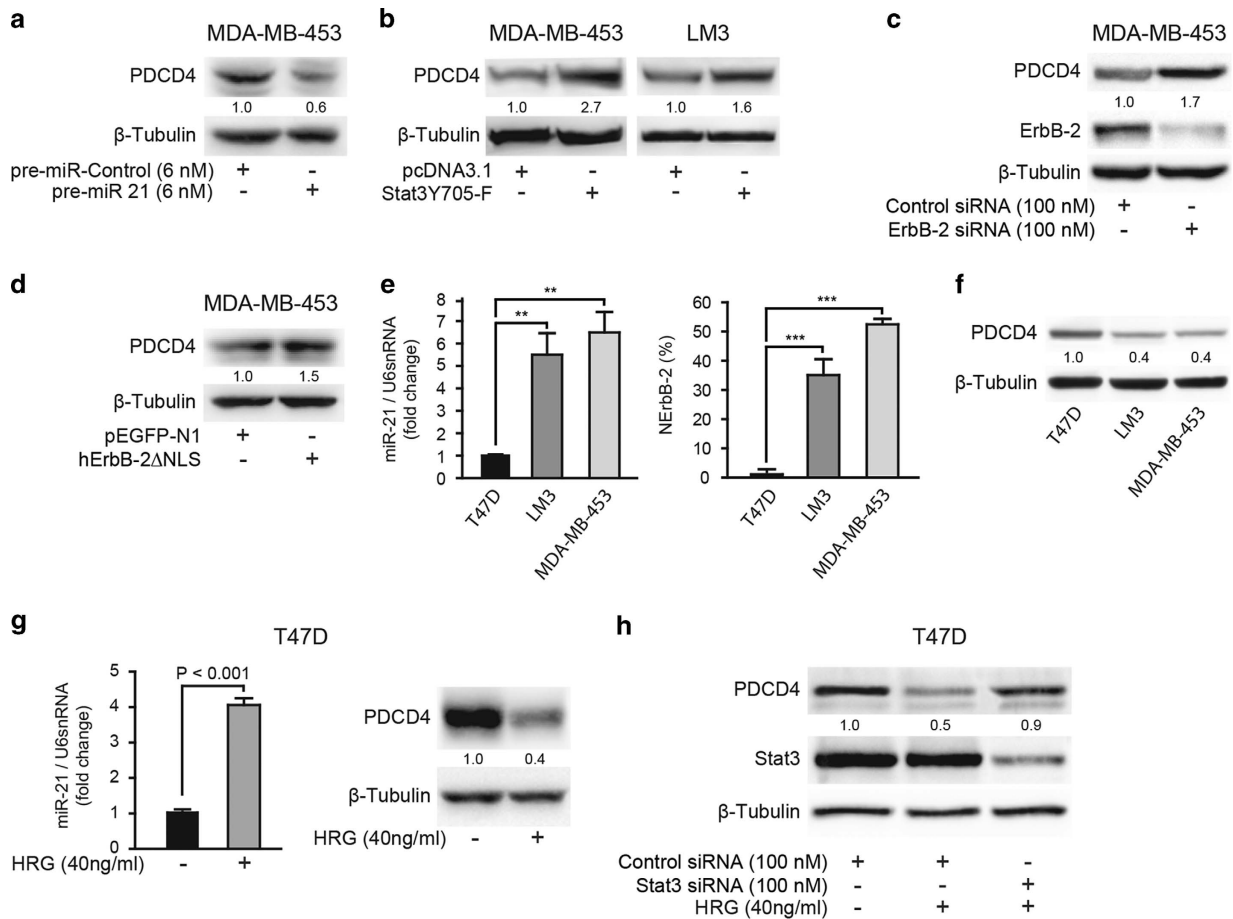 a
MDA-MB-453
PDCD4
1.0 0.6
β-Tubulin
pre-miR-Control (6 nM) + -
pre-miR 21 (6 nM) - +
b
MDA-MB-453 LM3
PDCD4
1.0 2.7 1.0 1.6
β-Tubulin
pcDNA3.1 + - + -
Stat3Y705-F - + - +
c
MDA-MB-453
PDCD4
1.0 1.7
ErbB-2
β-Tubulin
Control siRNA (100 nM) + -
ErbB-2 siRNA (100 nM) - +
d
MDA-MB-453
PDCD4
1.0 1.5
β-Tubulin
pEGFP-N1 + -
hErbB-2ΔNLS - +
e
miR-21 / U6snRNA
(fold change)
8
7
6
5
4
3
2
1
0
**
**
T47D
LM3
MDA-MB-453
NErbB-2 (%)
60
50
40
30
20
10
0
***
***
T47D
LM3
MDA-MB-453
f
PDCD4
1.0 0.4 0.4
β-Tubulin
T47D
LM3
MDA-MB-453
g
T47D
miR-21 / U6snRNA
(fold change)
5
4
3
2
1
0
P < 0.001
HRG (40ng/ml) - +
PDCD4
1.0 0.4
β-Tubulin
HRG (40ng/ml) - +
h
T47D
PDCD4
1.0 0.5 0.9
Stat3
β-Tubulin
Control siRNA (100 nM) + + -
Stat3 siRNA (100 nM) - - +
HRG (40ng/ml) - + +